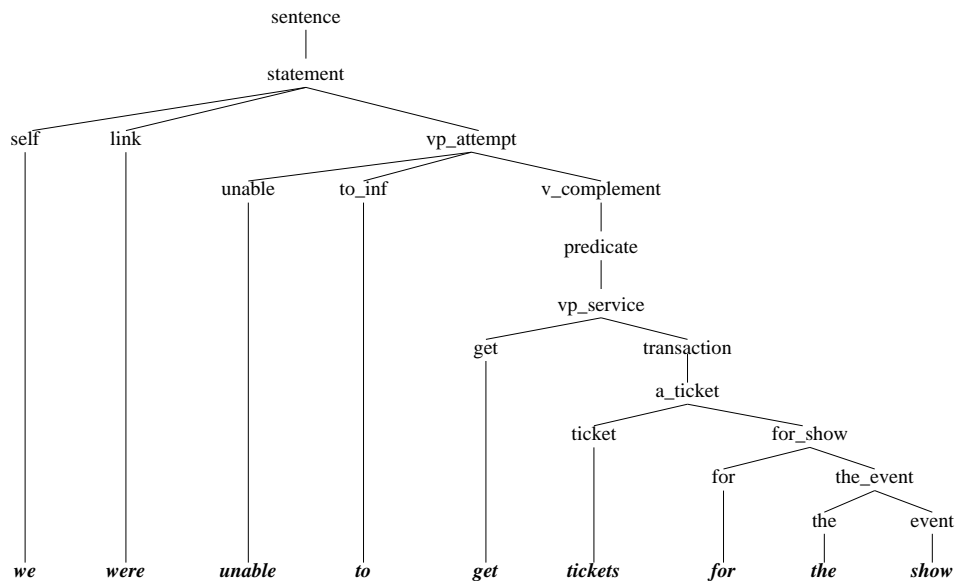 sentence
statement
self link vp_attempt
unable to_inf v_complement
predicate
vp_service
get transaction
a_ticket
ticket for_show
for the_event
the event
we were unable to get tickets for the show